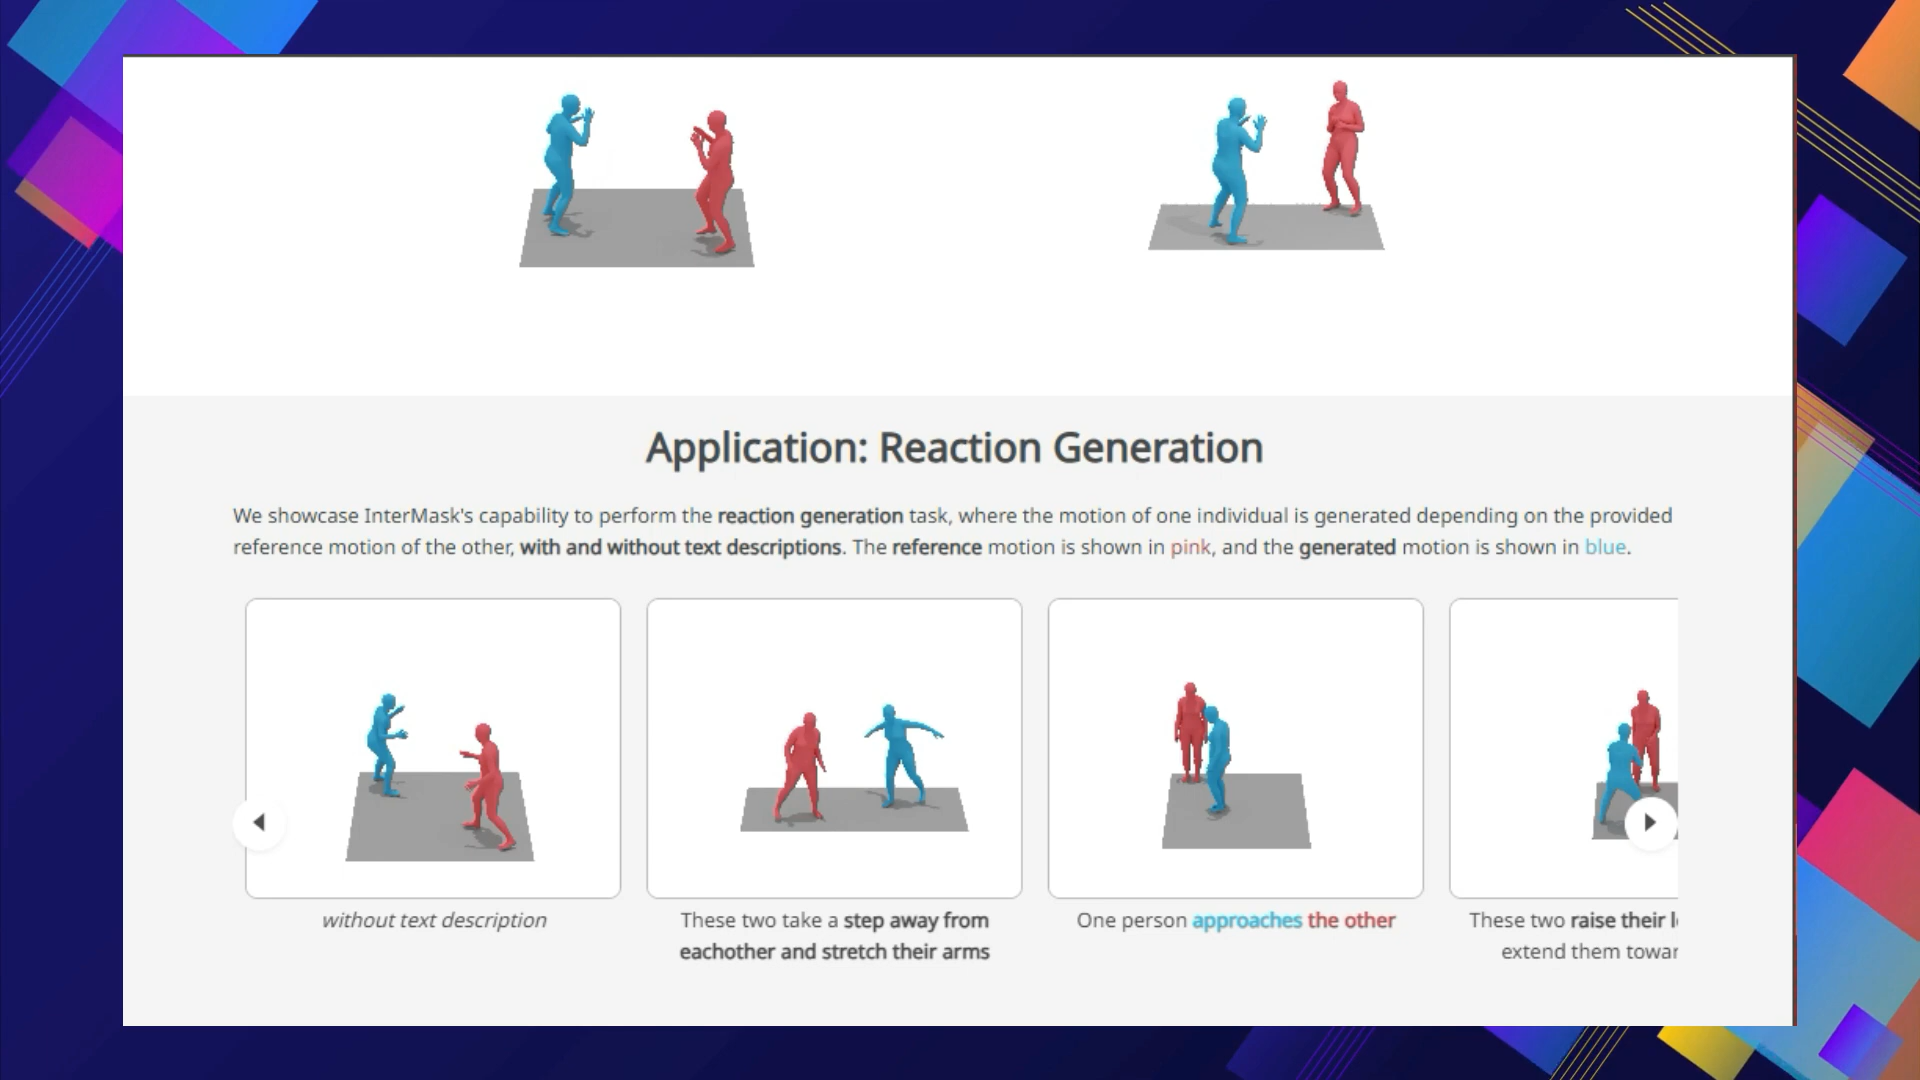 Application: Reaction Generation
We showcase InterMask's capability to perform the reaction generation task, where the motion of one individual is generated depending on the provided
reference motion of the other, with and without text descriptions. The reference motion is shown in pink, and the generated motion is shown in blue.
without text description
These two take a step away from
eachother and stretch their arms
One person approaches the other
These two raise their
extend them